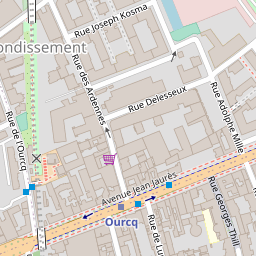 Rue Joseph Kosma
ondissement
Rue des Ardennes
Rue Delesseux
Rue Adolphe Mille
Rue de l'Ourcq
Avenue Jean Jaurès
Ourcq
Rue de Lu
Rue Georges Thill